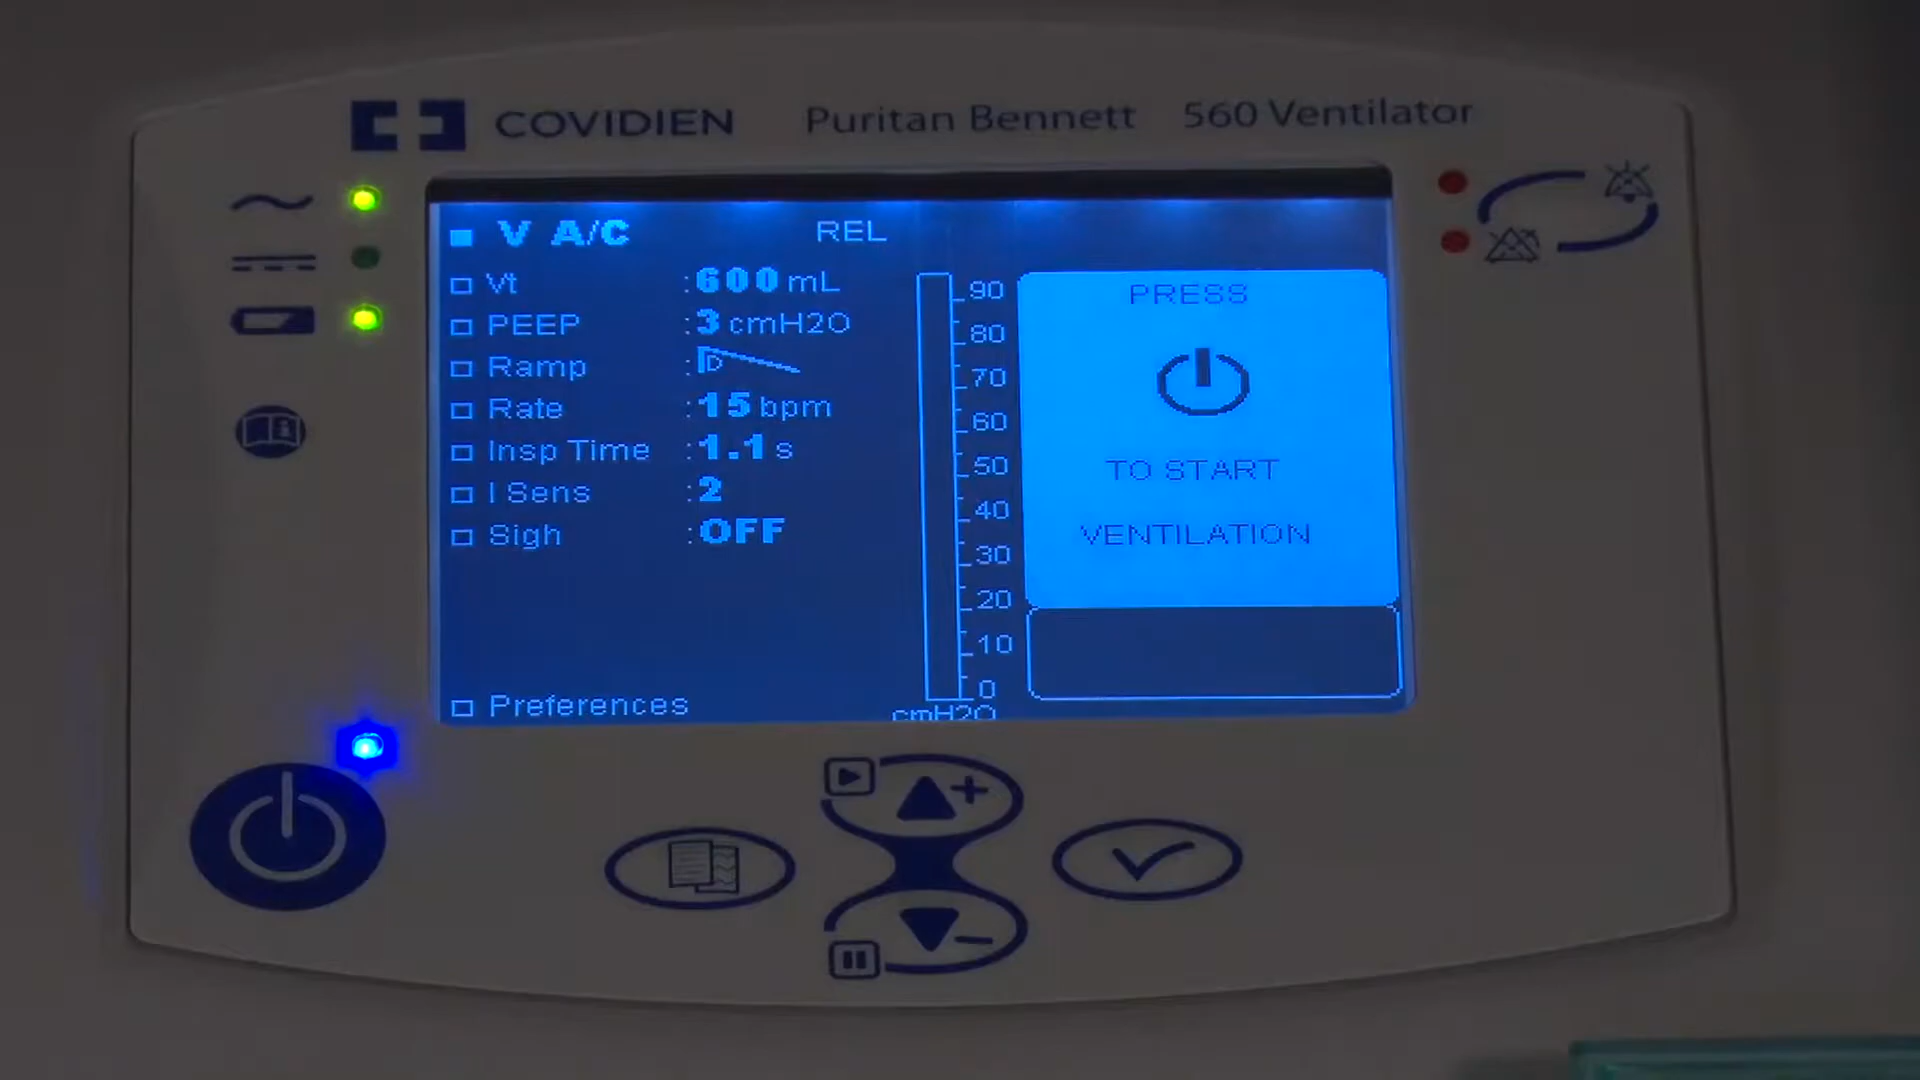 COVIDIEN Puritan Bennett 560 Ventilator
V A/C REL
Vt :600 mL
PEEP :3 cmH2O
Ramp : D
Rate :15 bpm
Insp Time :1.1 s
I Sens :2
Sigh :OFF
Preferences
90
80
70
60
50
40
30
20
10
0
cmH2O
PRESS
TO START
VENTILATION